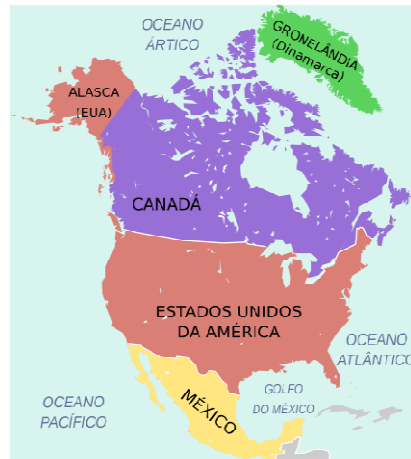 OCEANO
ÁRTICO
GRONELÂNDIA
(Dinamarca)
ALASCA
(EUA)
CANADÁ
ESTADOS UNIDOS
DA AMÉRICA
OCEANO
ATLÂNTICO
GOLFO
DO MÉXICO
MÉXICO
OCEANO
PACÍFICO